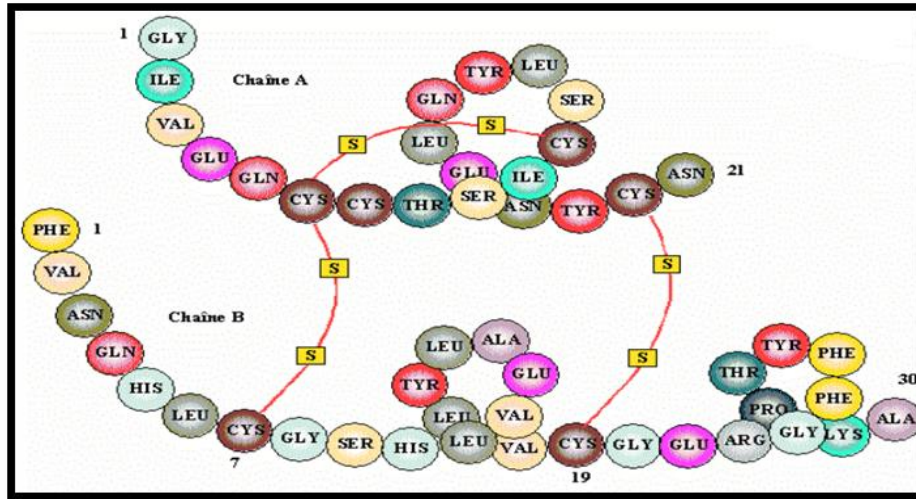 1 GLY
ILE
Chaîne A
VAL
GLU
GLN
CYS
CYS
THR
SER
ILE
CYS
SER
LEU
TYR
GLN
LEU
GLU
ASN
TYR
CYS
ASN
21
S
S
S
S
S
S
PHE
1
VAL
ASN
Chaîne B
GLN
HIS
LEU
CYS
7
GLY
SER
HIS
LEU
VAL
GLU
ALA
LEU
TYR
LEU
VAL
CYS
19
GLY
GLU
ARG
GLY
PHE
PHE
TYR
THR
PRO
LYS
ALA
30